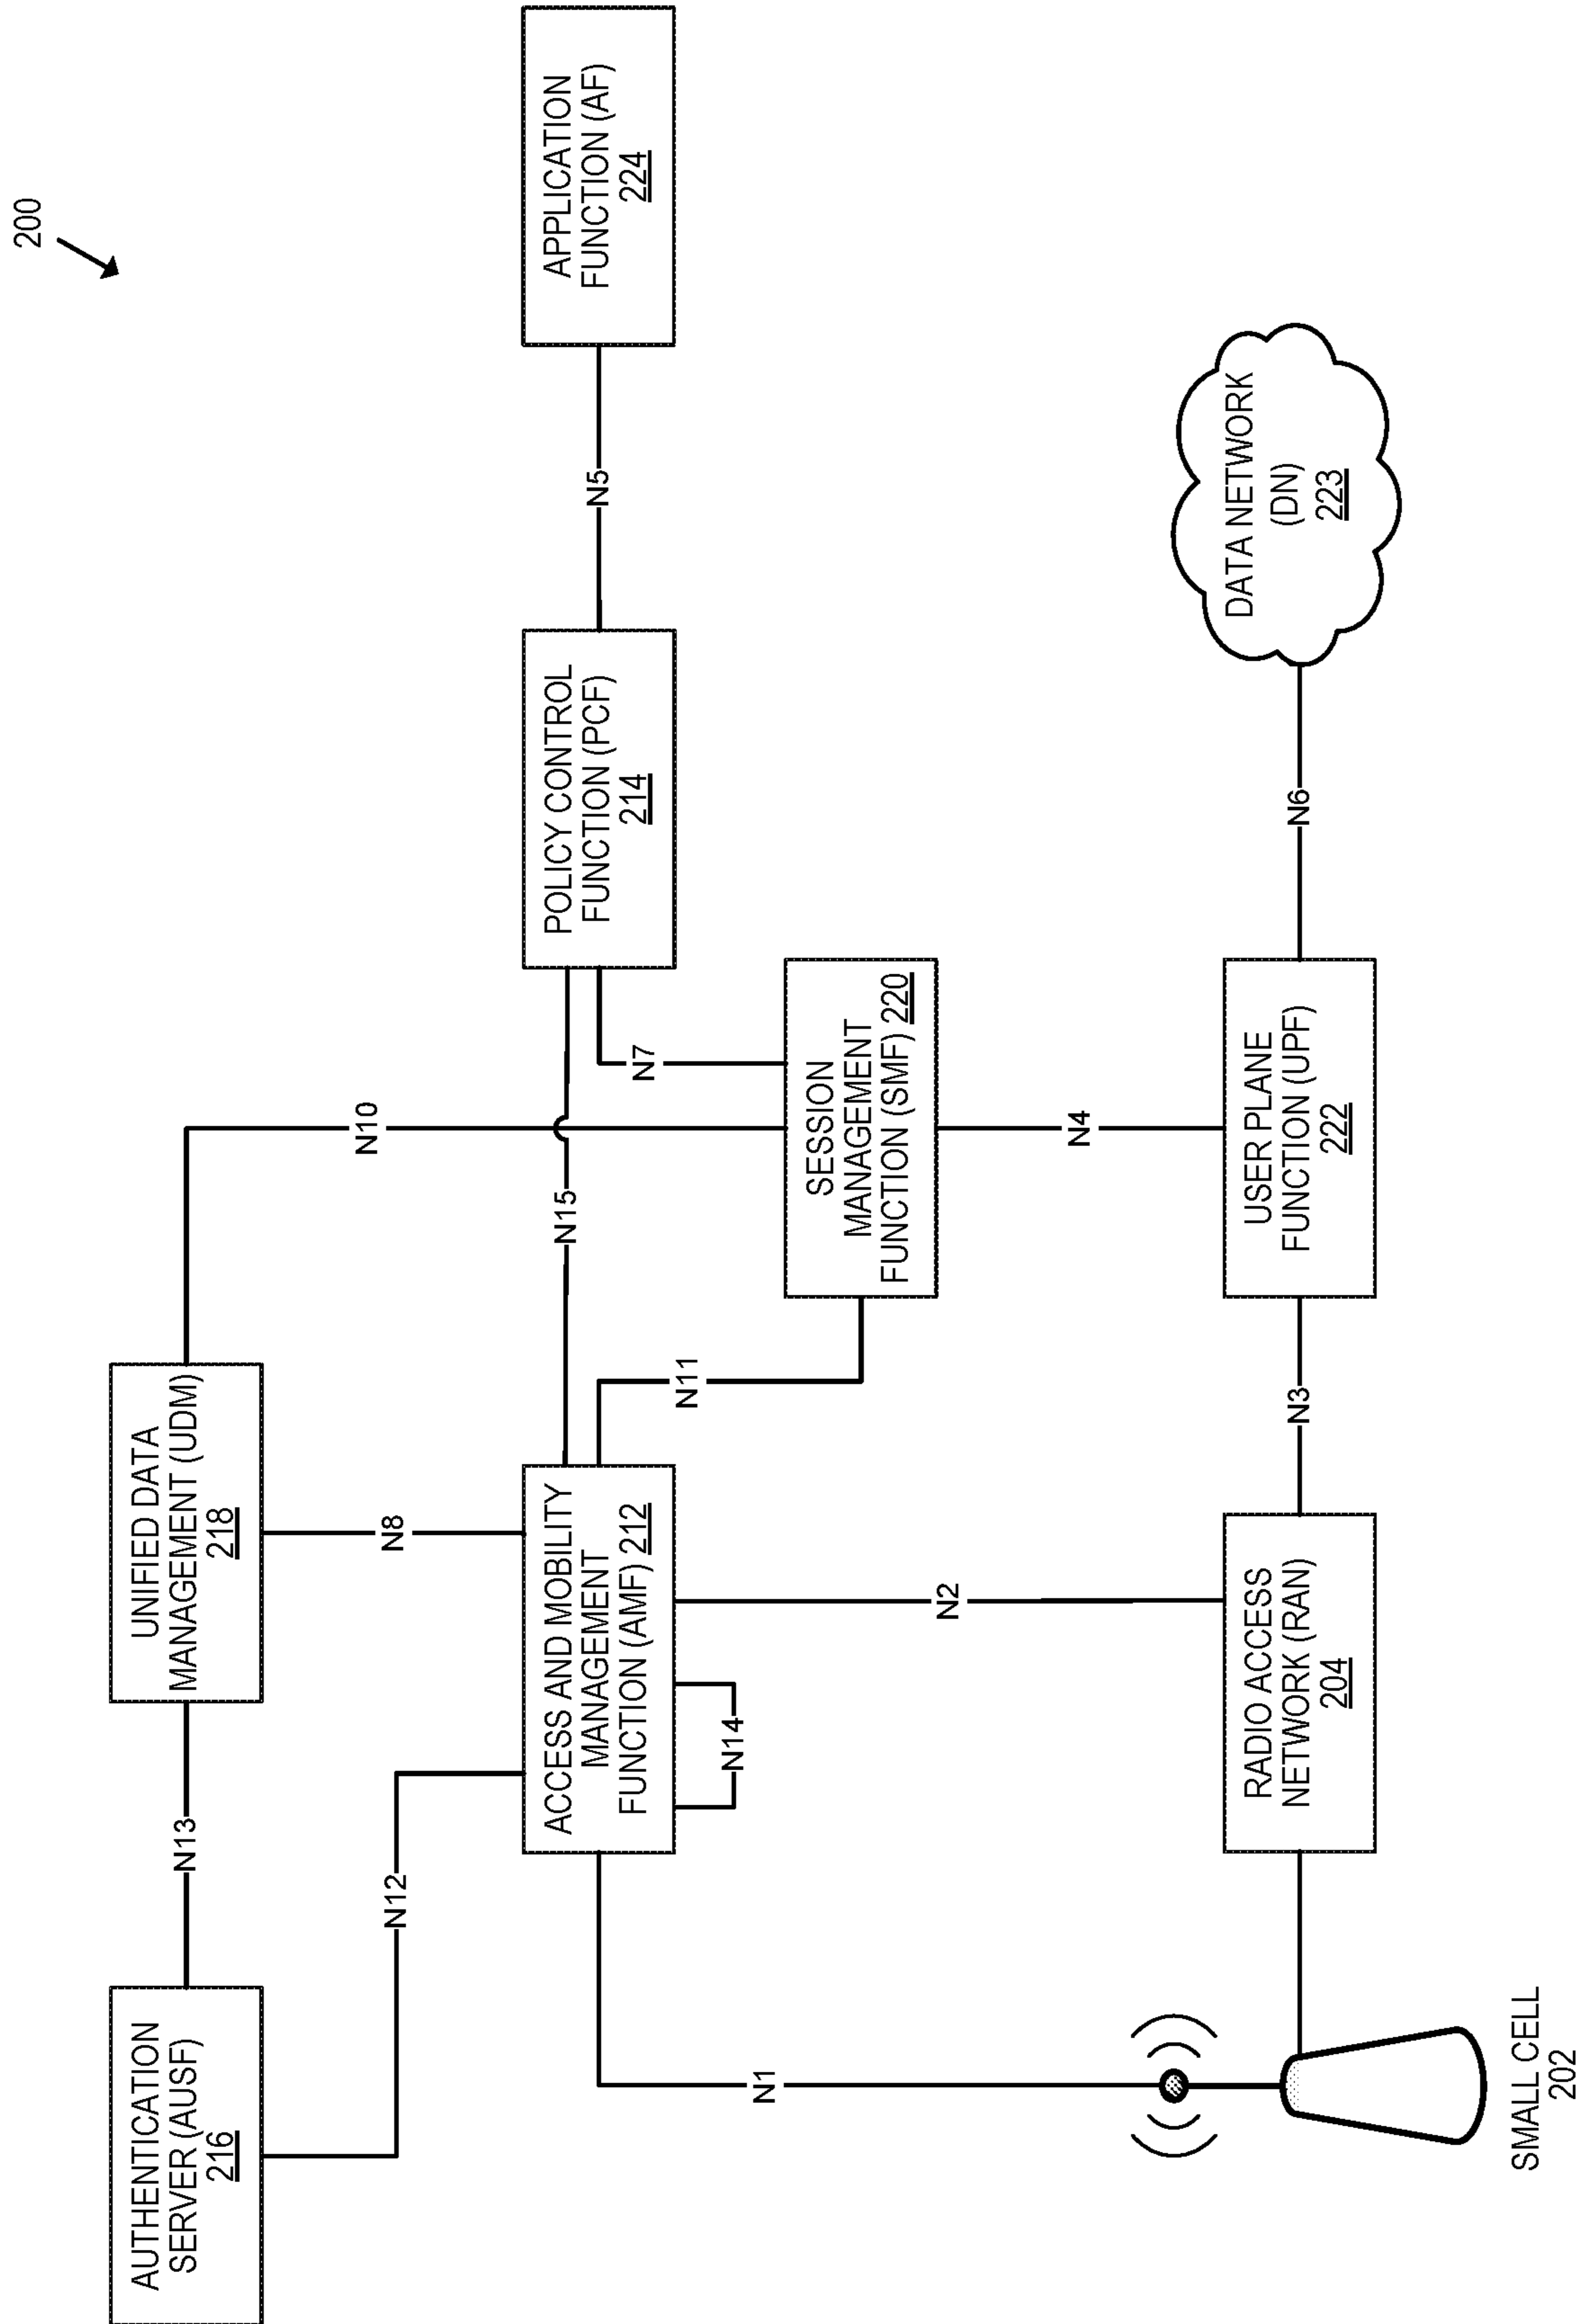 200
AUTHENTICATION
SERVER (AUSF)
216
N13
UNIFIED DATA
MANAGEMENT (UDM)
218
N10
N12
N8
N15
ACCESS AND MOBILITY
MANAGEMENT
FUNCTION (AMF) 212
N14
N11
N7
POLICY CONTROL
FUNCTION (PCF)
214
N5
APPLICATION
FUNCTION (AF)
224
SESSION
MANAGEMENT
FUNCTION (SMF) 220
N1
N2
N4
RADIO ACCESS
NETWORK (RAN)
204
N3
USER PLANE
FUNCTION (UPF)
222
N6
DATA NETWORK
(DN)
223
SMALL CELL
202